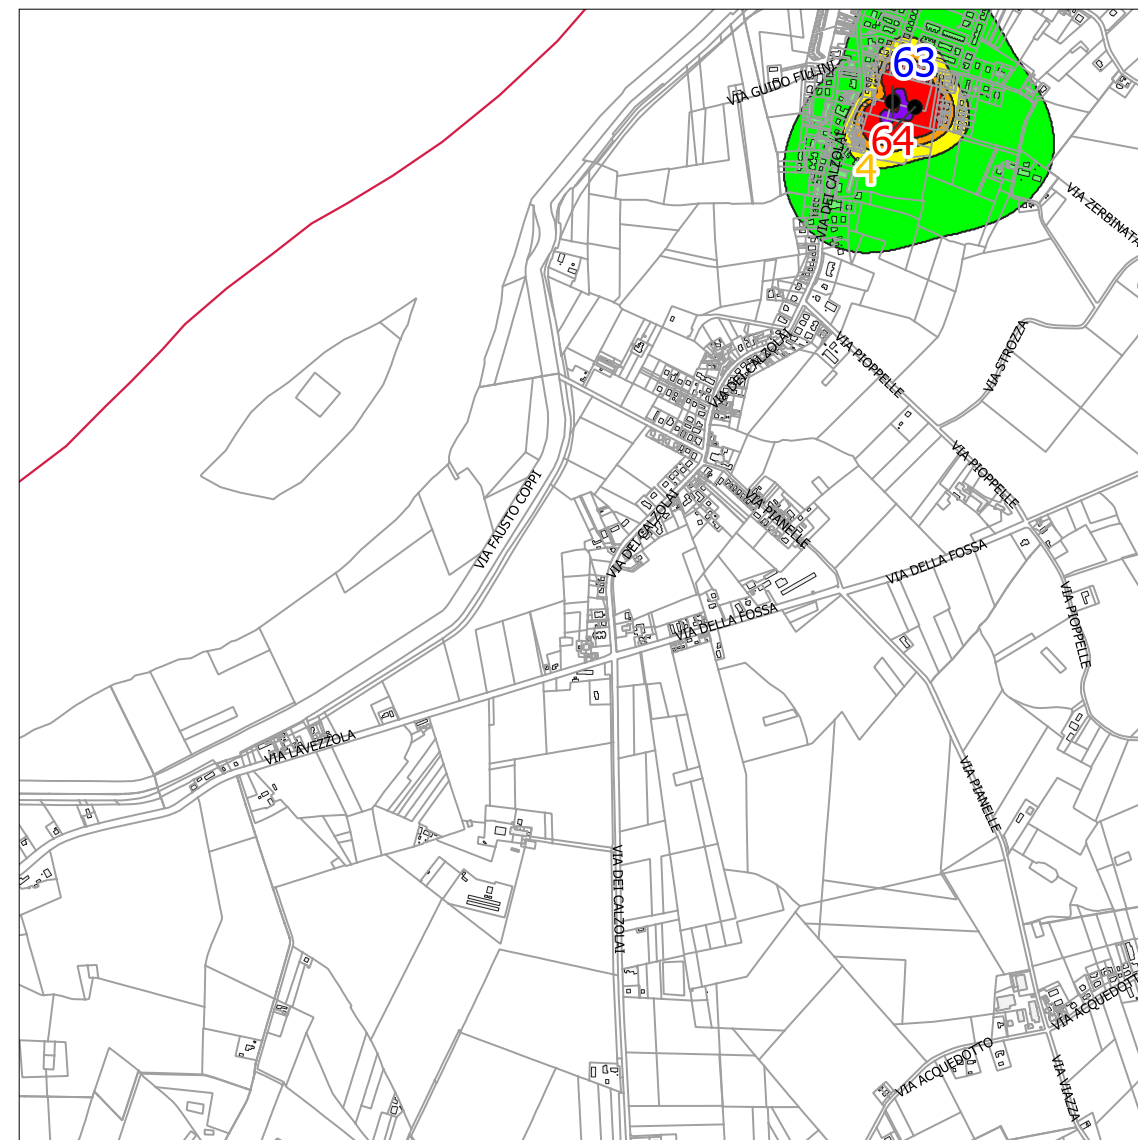 63
VIA GUIDO FILLINI
64
4
VIA DEI CALZOLAI
VIA ZERBINATA
VIA STROZZA
VIA PIOPPELLE
VIA DEI CALZOLAI
VIA PIOPPELLE
VIA FAUSTO COPPI
VIA DEI CALZOLAI
VIA PIANELLE
VIA DELLA FOSSA
VIA DELLA FOSSA
VIA PIOPPELLE
VIA LAVEZZOLA
VIA PIANELLE
VIA DEI CALZOLAI
VIA ACQUEDOTT
VIA ACQUEDOTTO
VIA VIAZZA